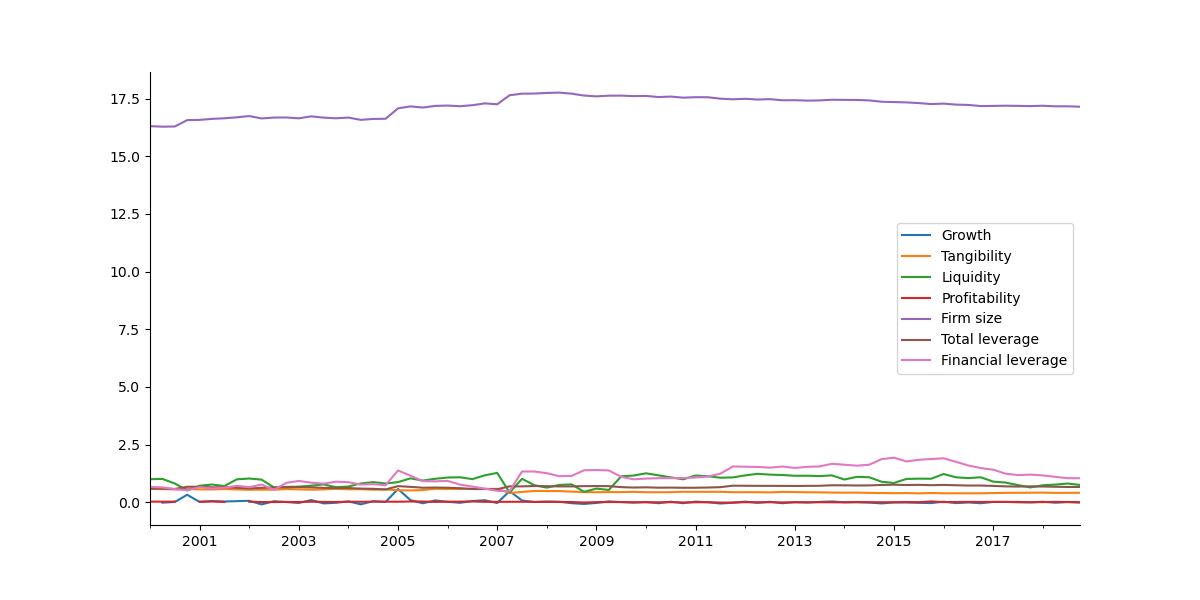 17.5
15.0
12.5
10.0
7.5
5.0
2.5
0.0
Growth
Tangibility
Liquidity
Profitability
Firm size
Total leverage
Financial leverage
2001 2003 2005 2007 2009 2011 2013 2015 2017